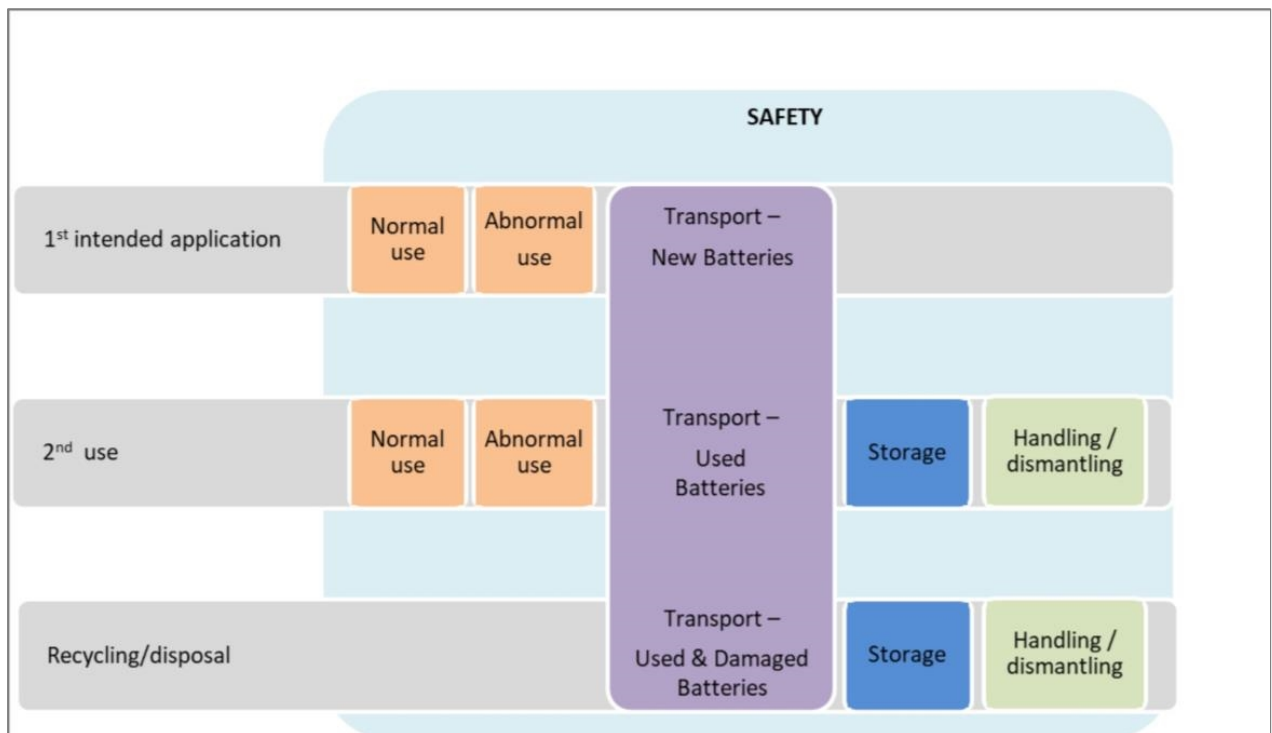 SAFETY
1st intended application
Normal
use
Abnormal
use
Transport –
New Batteries
2nd use
Normal
use
Abnormal
use
Transport –
Used
Batteries
Storage
Handling /
dismantling
Recycling/disposal
Transport –
Used & Damaged
Batteries
Storage
Handling /
dismantling